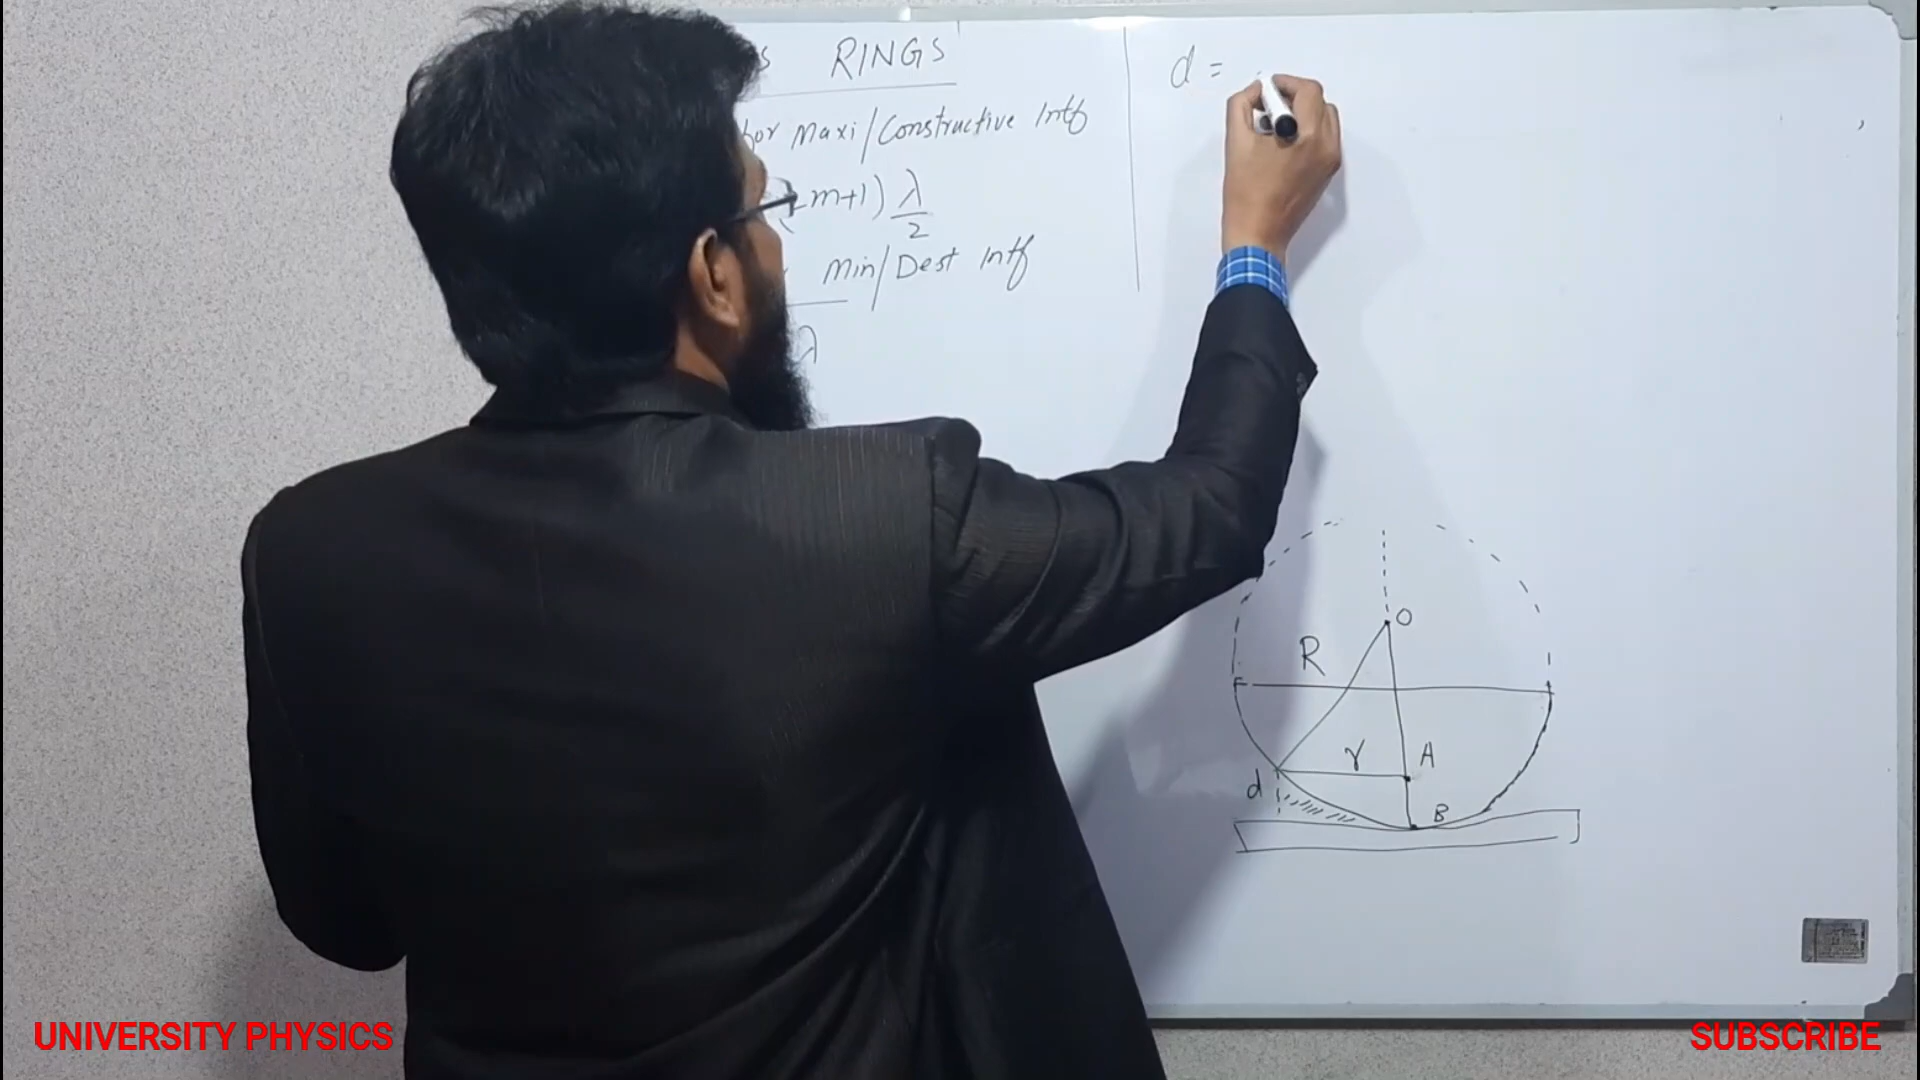 RINGS
for Maxi/Constructive Intf
m+1) λ/2
Min/Dest Intf
λ
d =
O
R
r
A
d
B
UNIVERSITY PHYSICS
SUBSCRIBE